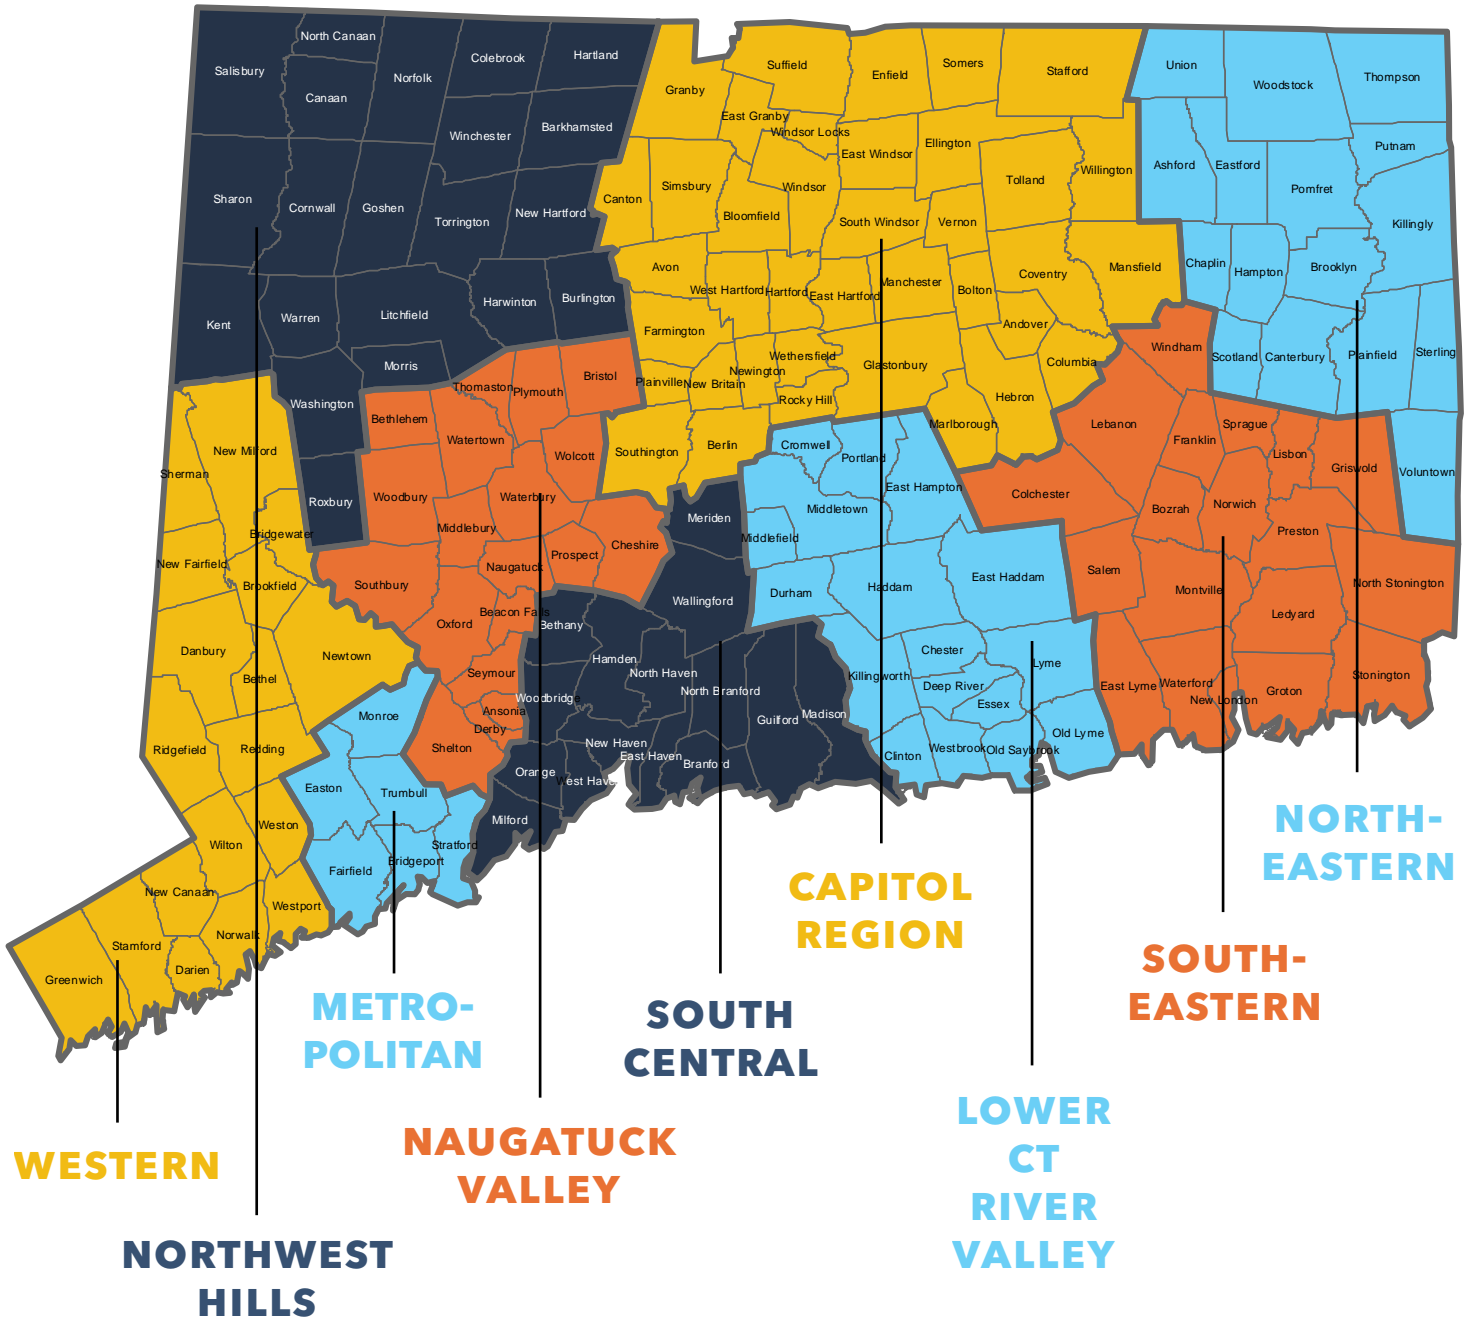 North Canaan
Colebrook
Hartland
Salisbury
Norfolk
Canaan
Winchester
Barkhamsted
Sharon
Cornwall
Goshen
Torrington
New Hartford
Kent
Warren
Litchfield
Harwinton
Burlington
Morris
Washington
Roxbury
Granby
Suffield
Enfield
Somers
Stafford
East Granby
Windsor Locks
East Windsor
Ellington
Tolland
Willington
Canton
Simsbury
Windsor
Bloomfield
South Windsor
Vernon
Avon
West Hartford
Hartford
East Hartford
Manchester
Bolton
Coventry
Mansfield
Farmington
Andover
Columbia
Wethersfield
Glastonbury
Plainville
New Britain
Newington
Rocky Hill
Hebron
Marlborough
Southington
Berlin
Union
Woodstock
Thompson
Putnam
Ashford
Eastford
Pomfret
Killingly
Chaplin
Hampton
Brooklyn
Scotland
Canterbury
Plainfield
Sterling
Voluntown
Windham
Lebanon
Franklin
Sprague
Lisbon
Griswold
Colchester
Bozrah
Norwich
Preston
Salem
Montville
North Stonington
Ledyard
East Lyme
Waterford
New London
Groton
Stonington
Thomaston
Plymouth
Bristol
Bethlehem
Watertown
Wolcott
Woodbury
Waterbury
Middlebury
Cheshire
Prospect
Naugatuck
Southbury
Beacon Falls
Oxford
Seymour
Ansonia
Derby
Shelton
Sherman
New Milford
Bridgewater
New Fairfield
Brookfield
Danbury
Newtown
Bethel
Ridgefield
Redding
Weston
Wilton
New Canaan
Westport
Norwalk
Stamford
Darien
Greenwich
Monroe
Easton
Trumbull
Stratford
Bridgeport
Fairfield
Meriden
Wallingford
Bethany
Hamden
North Haven
Woodbridge
North Branford
Guilford
Madison
New Haven
East Haven
Branford
Orange
West Haven
Milford
Cromwell
Portland
East Hampton
Middletown
Middlefield
Durham
Haddam
East Haddam
Chester
Lyme
Killingworth
Deep River
Essex
Clinton
Westbrook
Old Saybrook
Old Lyme
NORTH-
EASTERN
CAPITOL
REGION
SOUTH-
EASTERN
METRO-
POLITAN
SOUTH
CENTRAL
LOWER
CT
RIVER
VALLEY
NAUGATUCK
VALLEY
WESTERN
NORTHWEST
HILLS